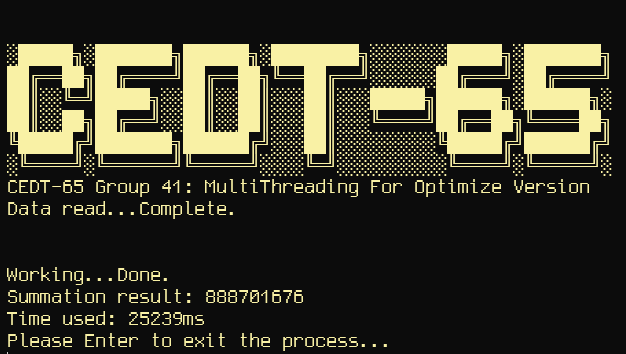 CEDT-65
CEDT-65 Group 41: MultiThreading For Optimize Version
Data read...Complete.
Working...Done.
Summation result: 888701676
Time used: 25239ms
Please Enter to exit the process...